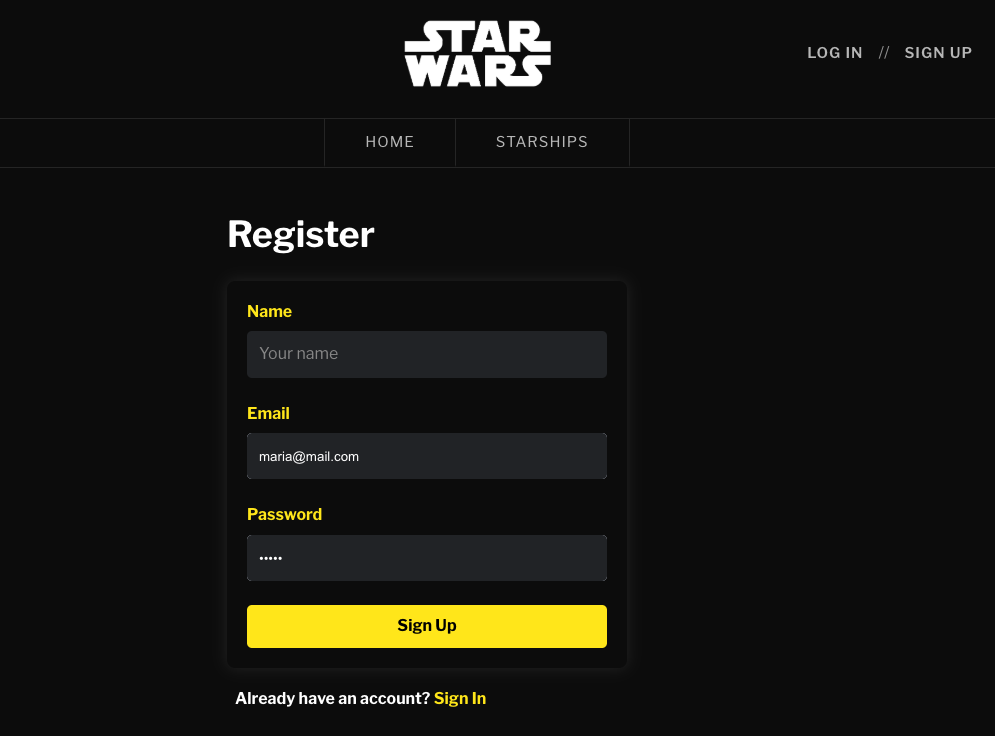 STAR
WARS
LOG IN // SIGN UP
HOME STARSHIPS
Register
Name
Your name
Email
maria@mail.com
Password
•••••
Sign Up
Already have an account? Sign In